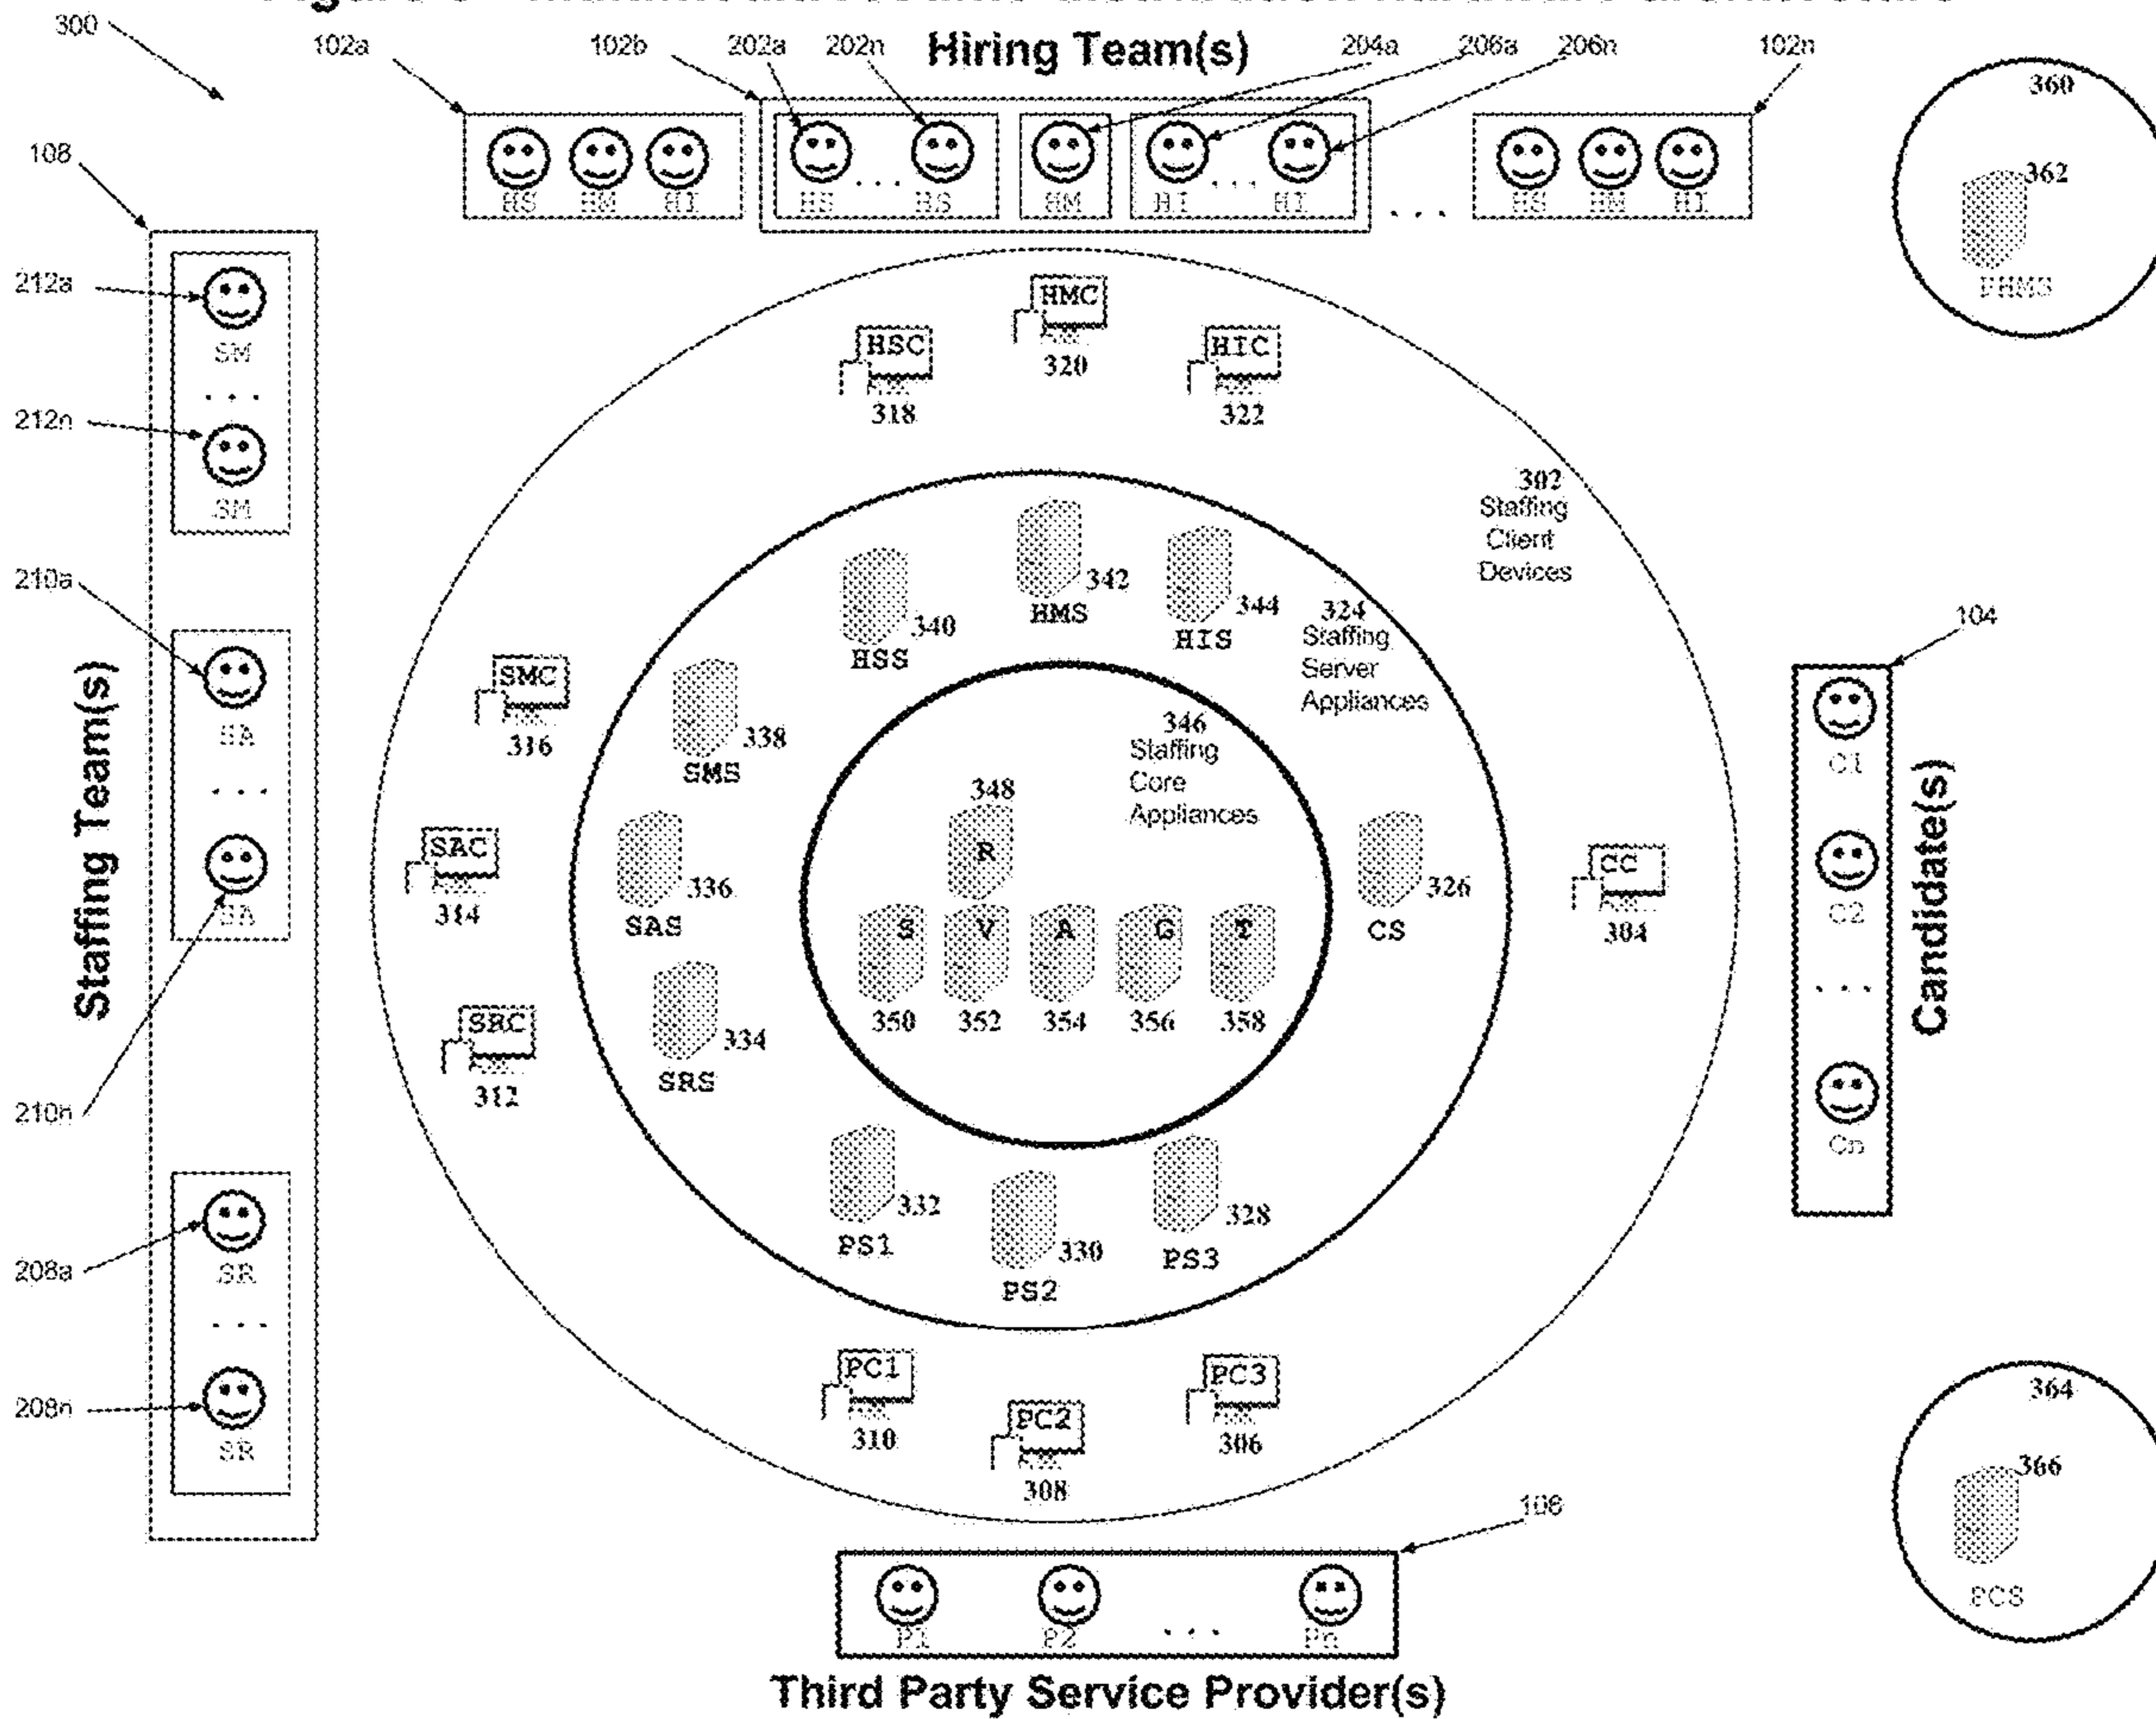 300
102a
102b
202a
202n
Hiring Team(s)
204a
206a
206n
102n
360
108
HS HM HI
HS ... HS
HM
HI ... HI
...
HS HM HI
362
212a
SM
...
212n
SM
HMC
320
HSC
318
HIC
322
302
Staffing
Client
Devices
210a
SA
...
SA
210n
Staffing Team(s)
342
HMS
340
HSS
344
HIS
324
Staffing
Server
Appliances
104
SMC
316
338
SMS
346
Staffing
Core
Appliances
348
R
C1
C2
...
Cn
Candidate(s)
SAC
314
336
SAS
S V A G T
350 352 354 356 358
326
CS
CC
304
SRC
312
334
SRS
208a
SR
...
208n
SR
332
PS1
330
PS2
328
PS3
PC1
310
PC2
308
PC3
306
364
366
PCS
106
P1 P2 ... Pn
Third Party Service Provider(s)